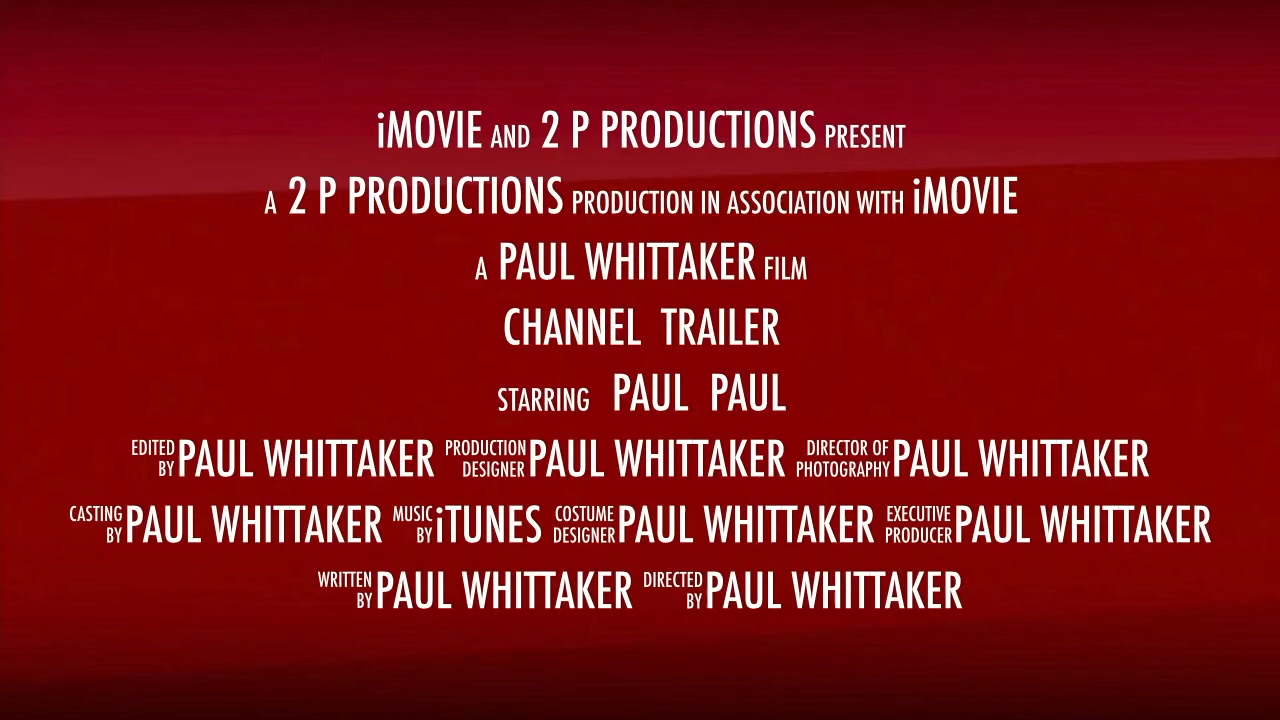 iMOVIE AND 2 P PRODUCTIONS PRESENT
A 2 P PRODUCTIONS PRODUCTION IN ASSOCIATION WITH iMOVIE
A PAUL WHITTAKER FILM
CHANNEL TRAILER
STARRING PAUL PAUL
EDITED BY PAUL WHITTAKER PRODUCTION DESIGNER PAUL WHITTAKER DIRECTOR OF PHOTOGRAPHY PAUL WHITTAKER
CASTING BY PAUL WHITTAKER MUSIC BY iTUNES COSTUME DESIGNER PAUL WHITTAKER EXECUTIVE PRODUCER PAUL WHITTAKER
WRITTEN BY PAUL WHITTAKER DIRECTED BY PAUL WHITTAKER